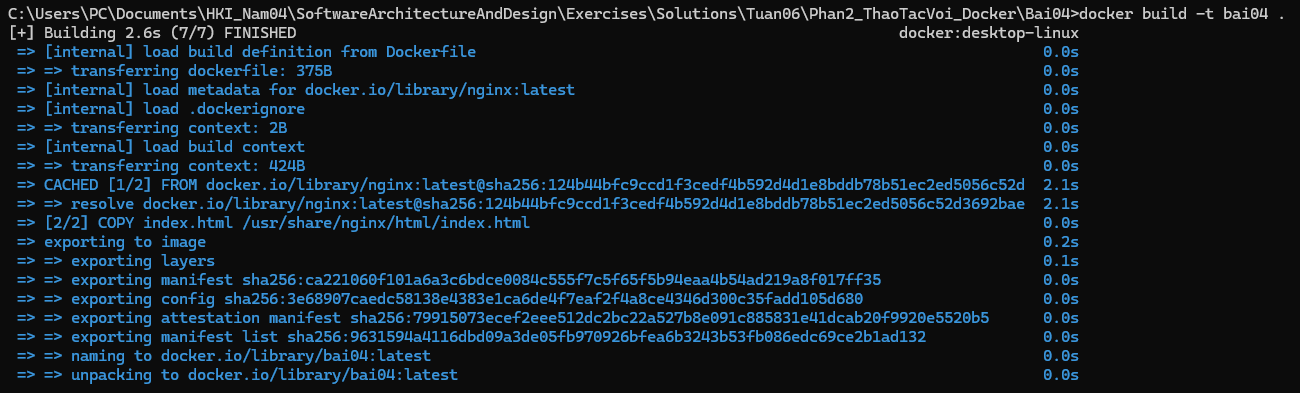 C:\Users\PC\Documents\HKI_Nam04\SoftwareArchitectureAndDesign\Exercises\Solutions\Tuan06\Phan2_ThaoTacVoi_Docker\Bai04>docker build -t bai04 .
[+] Building 2.6s (7/7) FINISHED docker:desktop-linux
=> [internal] load build definition from Dockerfile 0.0s
=> => transferring dockerfile: 375B 0.0s
=> [internal] load metadata for docker.io/library/nginx:latest 0.0s
=> [internal] load .dockerignore 0.0s
=> => transferring context: 2B 0.0s
=> [internal] load build context 0.0s
=> => transferring context: 424B 0.0s
=> CACHED [1/2] FROM docker.io/library/nginx:latest@sha256:124b44bfc9ccd1f3cedf4b592d4d1e8bddb78b51ec2ed5056c52d 2.1s
=> => resolve docker.io/library/nginx:latest@sha256:124b44bfc9ccd1f3cedf4b592d4d1e8bddb78b51ec2ed5056c52d3692bae 2.1s
=> [2/2] COPY index.html /usr/share/nginx/html/index.html 0.0s
=> exporting to image 0.2s
=> => exporting layers 0.1s
=> => exporting manifest sha256:ca221060f101a6a3c6bdce0084c555f7c5f65f5b94eaa4b54ad219a8f017ff35 0.0s
=> => exporting config sha256:3e68907caedc58138e4383e1ca6de4f7eaf2f4a8ce4346d300c35fadd105d680 0.0s
=> => exporting attestation manifest sha256:79915073ecef2eee512dc2bc22a527b8e091c885831e41dcab20f9920e5520b5 0.0s
=> => exporting manifest list sha256:9631594a4116dbd09a3de05fb970926bfea6b3243b53fb086edc69ce2b1ad132 0.0s
=> => naming to docker.io/library/bai04:latest 0.0s
=> => unpacking to docker.io/library/bai04:latest 0.0s